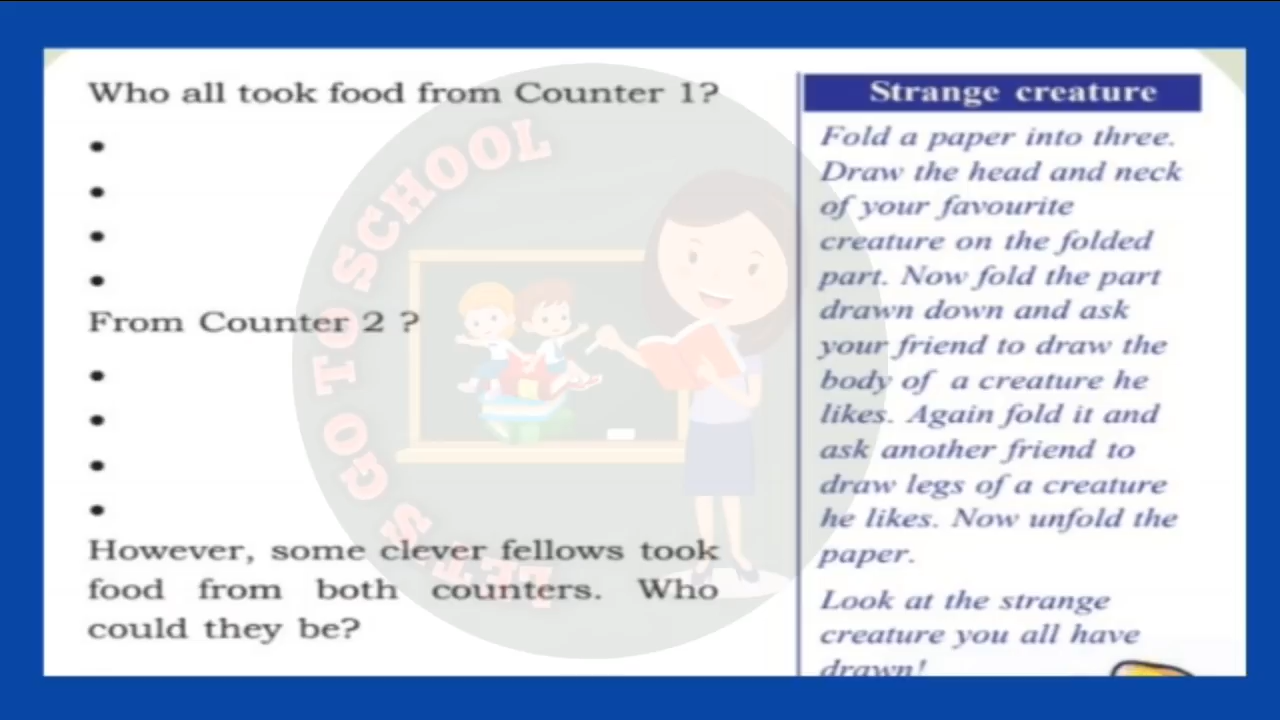 Who all took food from Counter 1?
•
•
•
•
From Counter 2 ?
•
•
•
•
However, some clever fellows took
food from both counters. Who
could they be?
Strange creature
Fold a paper into three.
Draw the head and neck
of your favourite
creature on the folded
part. Now fold the part
drawn down and ask
your friend to draw the
body of a creature he
likes. Again fold it and
ask another friend to
draw legs of a creature
he likes. Now unfold the
paper.
Look at the strange
creature you all have
drawn!
LET'S GO TO SCHOOL